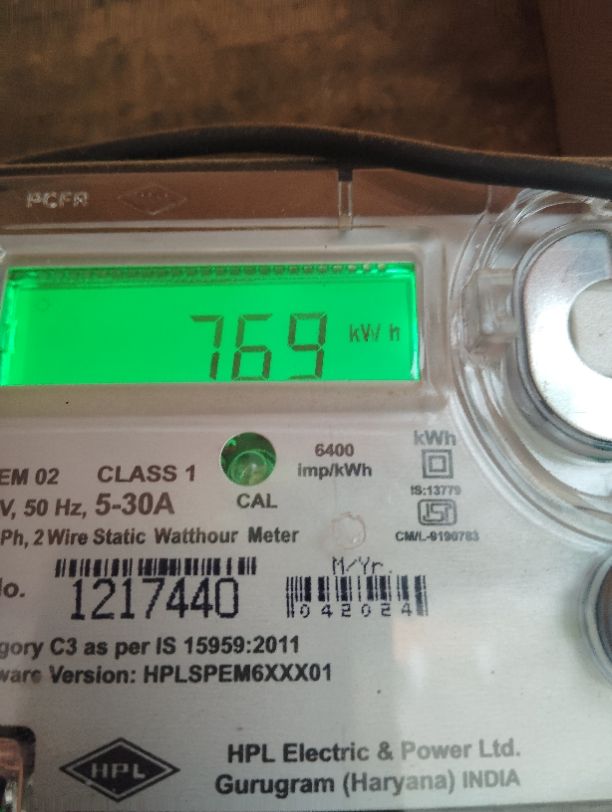 PCFR
769 kW h
kWh
6400
imp/kWh
EM 02 CLASS 1
IS:13779
V, 50 Hz, 5-30A
CAL
Ph, 2 Wire Static Watthour Meter
CM/L-9190783
M/Yr.
o. 1217440
042024
gory C3 as per IS 15959:2011
ware Version: HPLSPEM6XXX01
HPL
HPL Electric & Power Ltd.
Gurugram (Haryana) INDIA